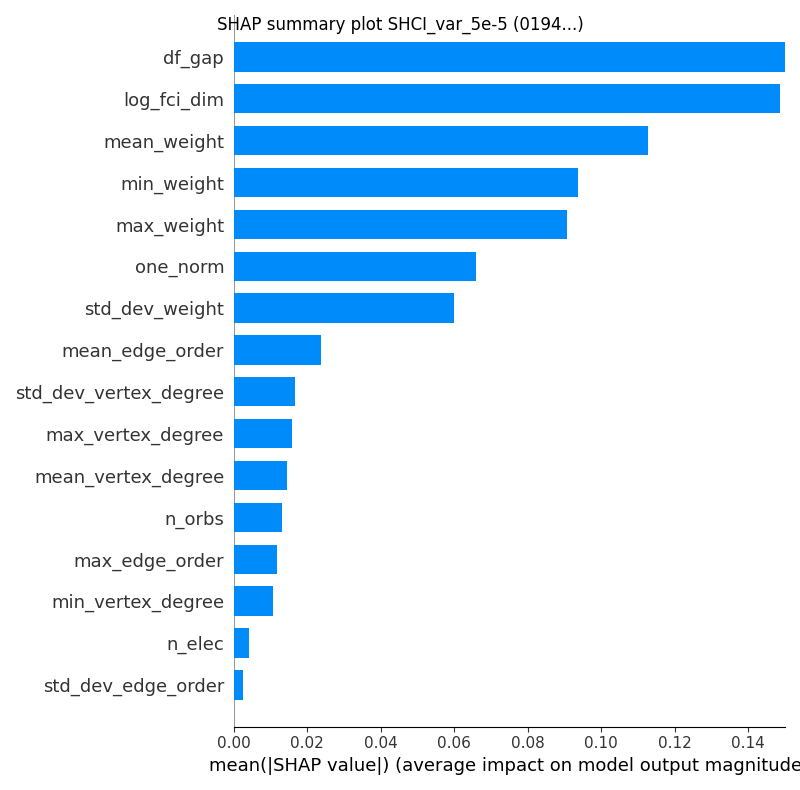 SHAP summary plot SHCI_var_5e-5 (0194...)
df_gap
log_fci_dim
mean_weight
min_weight
max_weight
one_norm
std_dev_weight
mean_edge_order
std_dev_vertex_degree
max_vertex_degree
mean_vertex_degree
n_orbs
max_edge_order
min_vertex_degree
n_elec
std_dev_edge_order
0.00 0.02 0.04 0.06 0.08 0.10 0.12 0.14
mean(|SHAP value|) (average impact on model output magnitude